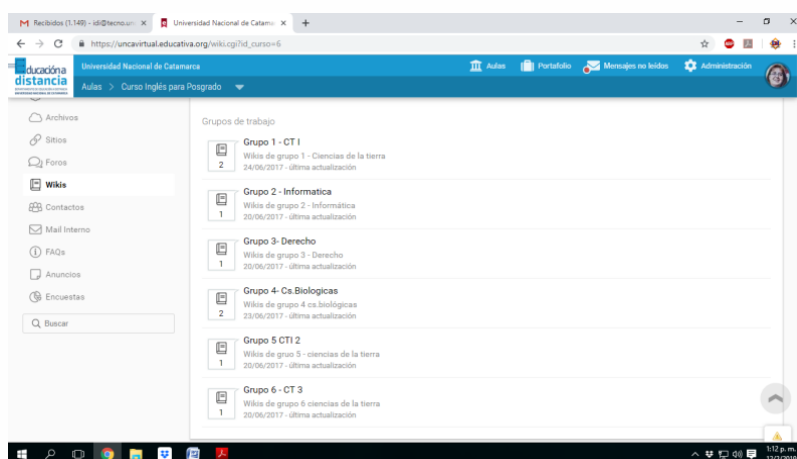 Recibidos (1.149) - idi@tecno.un
Universidad Nacional de Catama
https://uncavirtual.educativa.org/wiki.cgi?id_curso=6
ducación a
distancia
Universidad Nacional de Catamarca
Aulas
Portafolio
Mensajes no leídos
Administración
Aulas > Curso Inglés para Posgrado
Archivos
Sitios
Foros
Wikis
Contactos
Mail Interno
FAQs
Anuncios
Encuestas
Buscar
Grupos de trabajo
Grupo 1 - CT I
Wikis de grupo 1 - Ciencias de la tierra
2
24/06/2017 - última actualización
Grupo 2 - Informatica
Wikis de grupo 2 - Informática
1
20/06/2017 - última actualización
Grupo 3- Derecho
Wikis de grupo 3 - Derecho
1
20/06/2017 - última actualización
Grupo 4- Cs.Biologicas
Wikis de grupo 4 cs.biológicas
2
23/06/2017 - última actualización
Grupo 5 CTI 2
Wikis de gruo 5 - ciencias de la tierra
1
20/06/2017 - última actualización
Grupo 6 - CT 3
Wikis de grupo 6 ciencias de la tierra
1
20/06/2017 - última actualización
1:12 p.m.